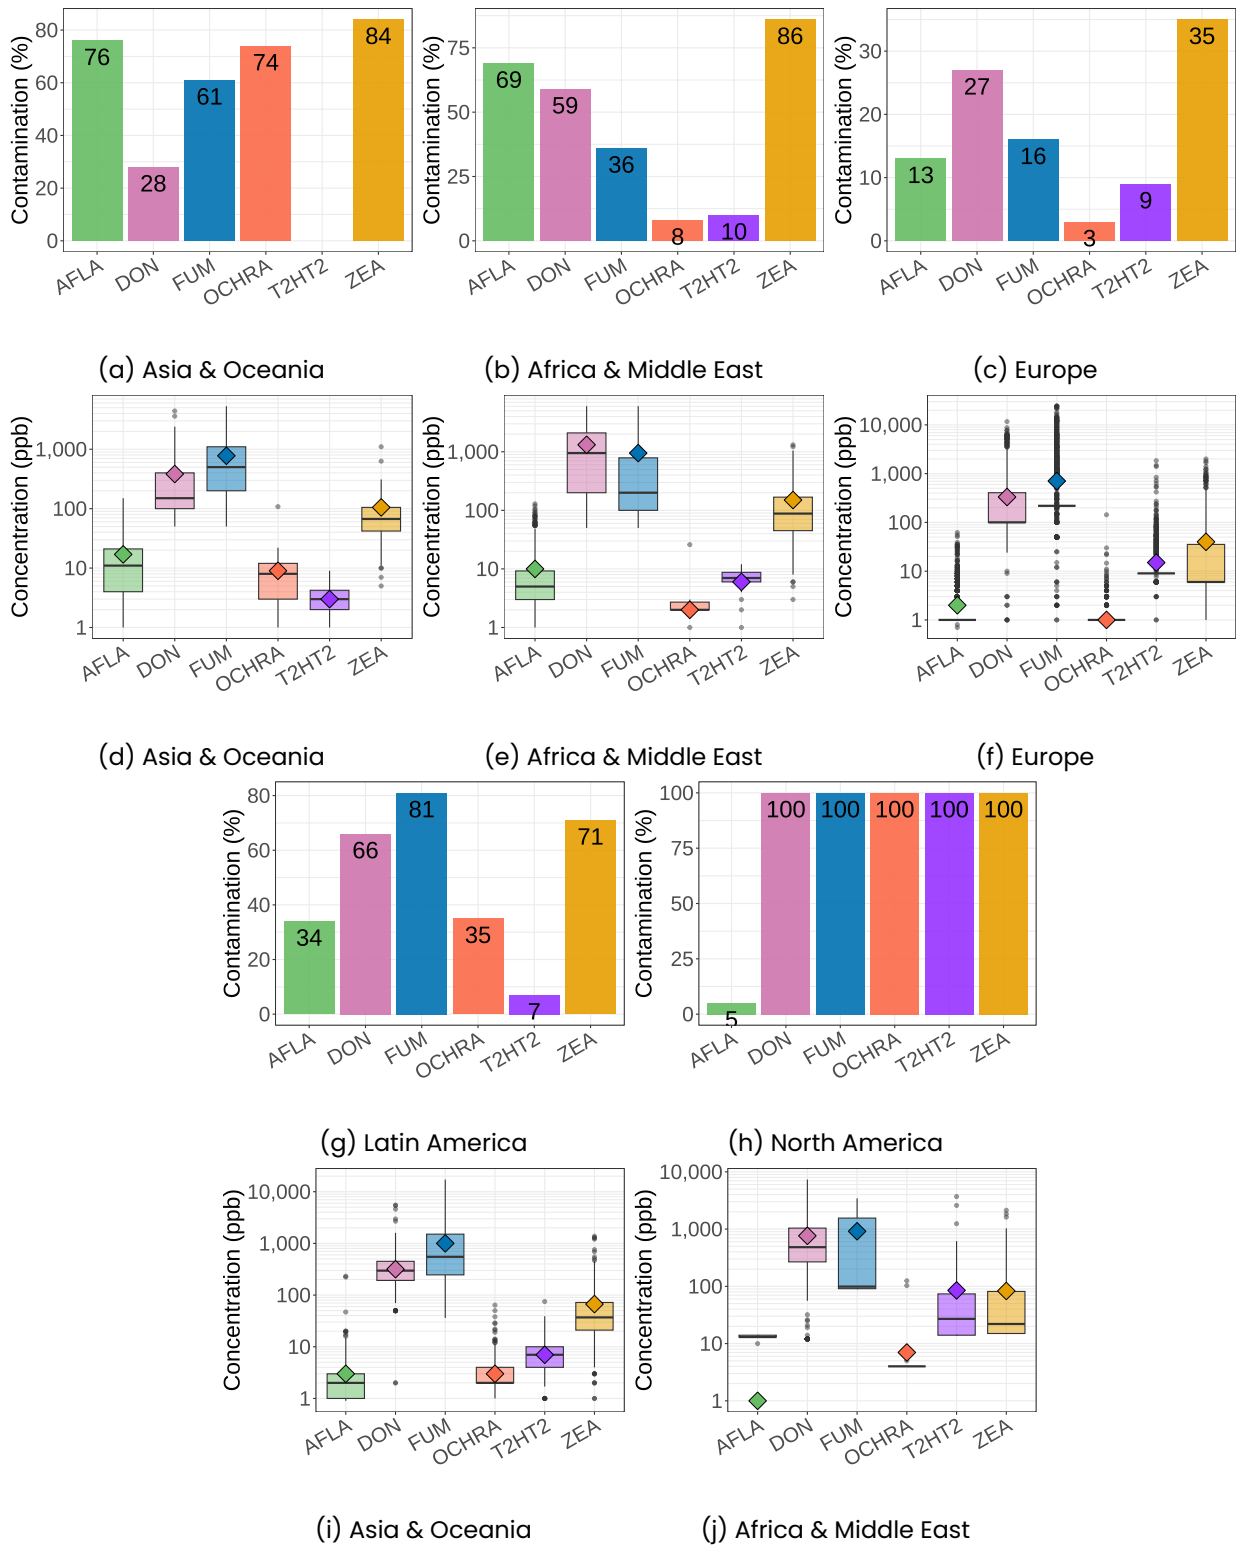 Contamination (%)
80
60
40
20
0
76
28
61
74
84
AFLA
DON
FUM
OCHRA
T2HT2
ZEA
(a) Asia & Oceania
Contamination (%)
75
50
25
0
69
59
36
8
10
86
AFLA
DON
FUM
OCHRA
T2HT2
ZEA
(b) Africa & Middle East
Contamination (%)
30
20
10
0
13
27
16
3
9
35
AFLA
DON
FUM
OCHRA
T2HT2
ZEA
(c) Europe
Concentration (ppb)
1,000
100
10
1
AFLA
DON
FUM
OCHRA
T2HT2
ZEA
(d) Asia & Oceania
Concentration (ppb)
1,000
100
10
1
AFLA
DON
FUM
OCHRA
T2HT2
ZEA
(e) Africa & Middle East
Concentration (ppb)
10,000
1,000
100
10
1
AFLA
DON
FUM
OCHRA
T2HT2
ZEA
(f) Europe
Contamination (%)
80
60
40
20
0
34
66
81
35
7
71
AFLA
DON
FUM
OCHRA
T2HT2
ZEA
(g) Latin America
Contamination (%)
100
75
50
25
0
5
100
100
100
100
100
AFLA
DON
FUM
OCHRA
T2HT2
ZEA
(h) North America
Concentration (ppb)
10,000
1,000
100
10
1
AFLA
DON
FUM
OCHRA
T2HT2
ZEA
(i) Asia & Oceania
Concentration (ppb)
10,000
1,000
100
10
1
AFLA
DON
FUM
OCHRA
T2HT2
ZEA
(j) Africa & Middle East